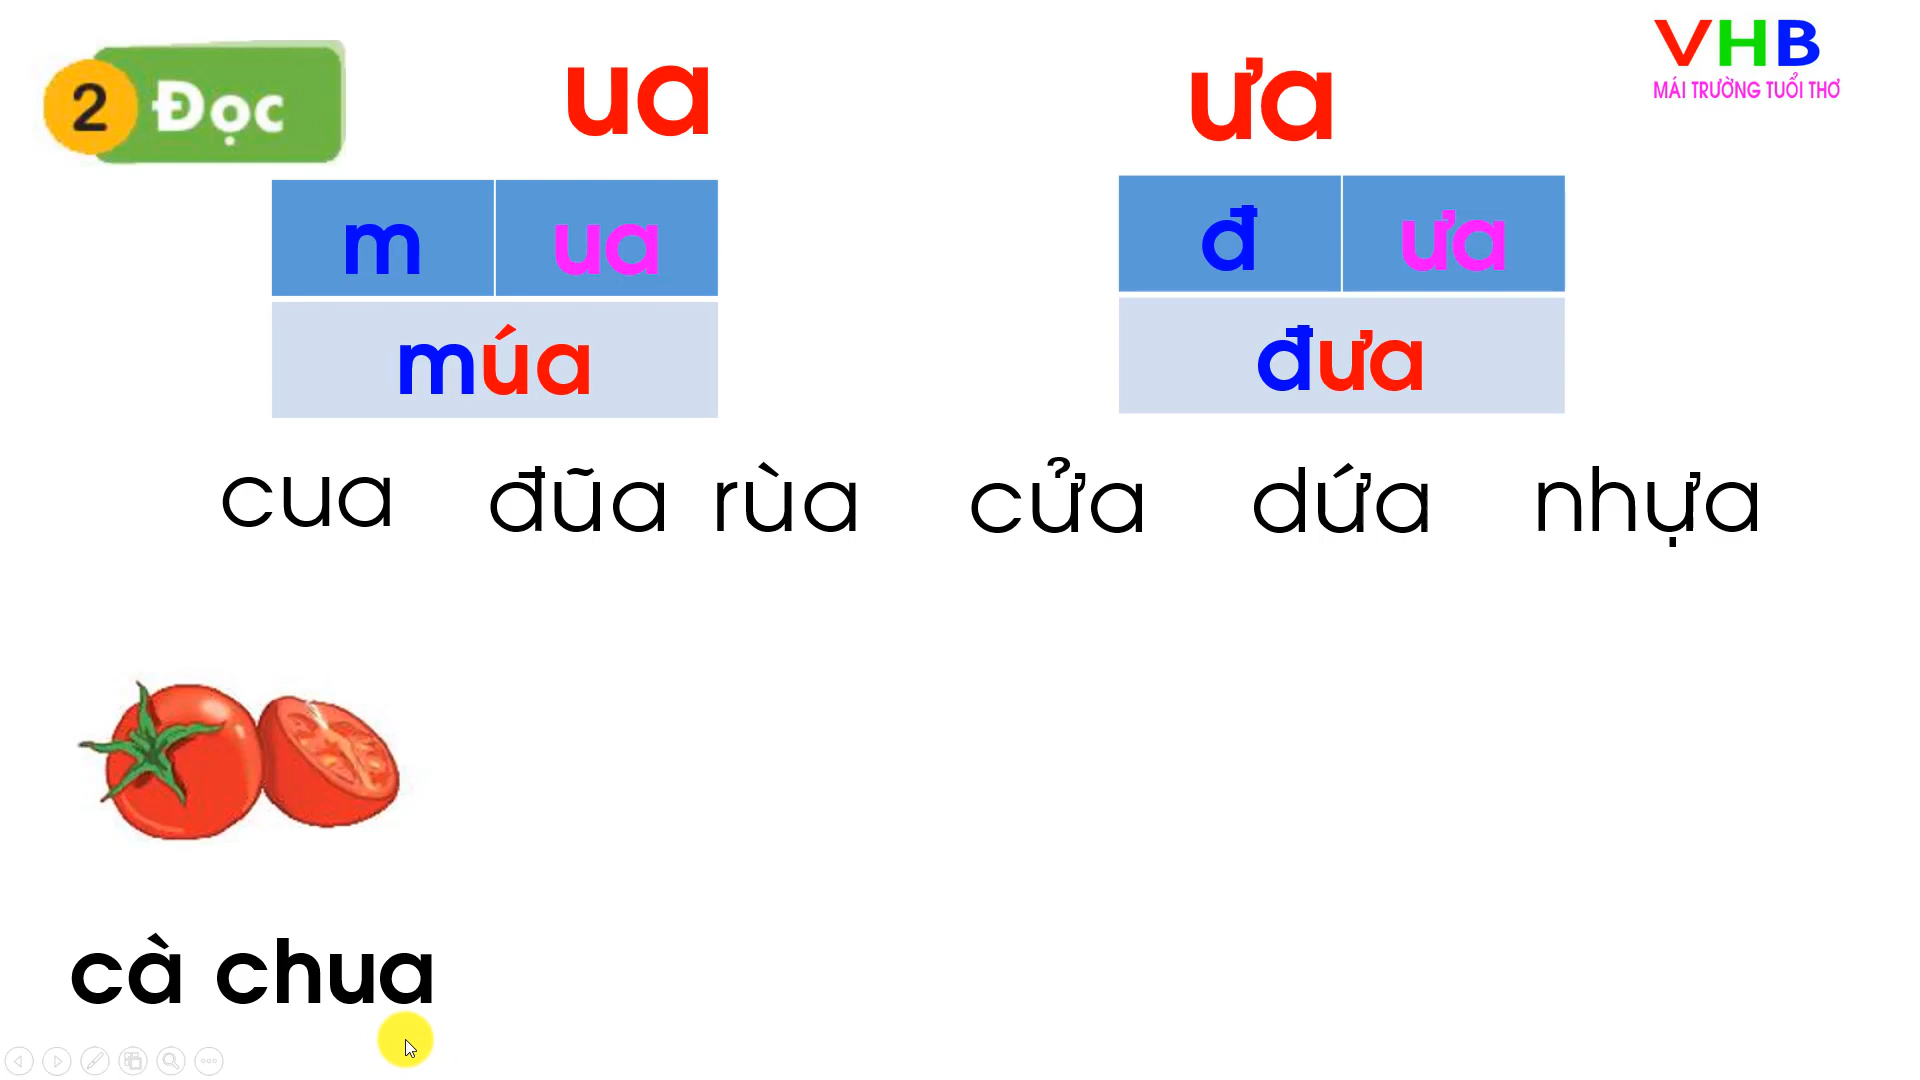 VHB
MÁI TRƯỜNG TUỔI THƠ
2 Đọc
ua ưa
m ua đ ưa
múa đưa
cua đũa rùa cửa dứa nhựa
cà chua